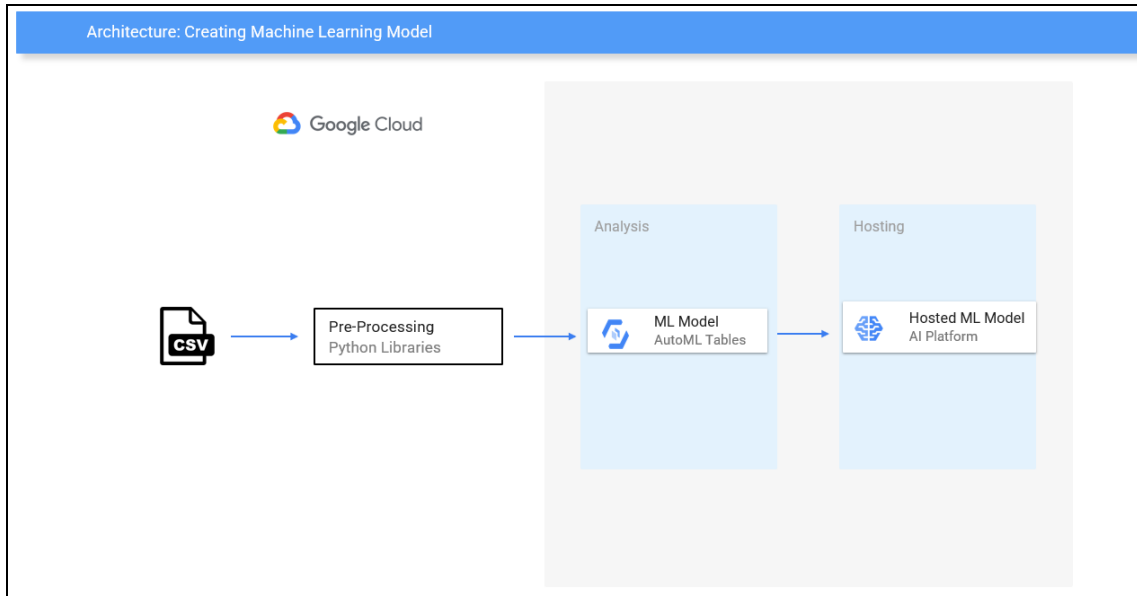 Architecture: Creating Machine Learning Model
Google Cloud
Analysis
Hosting
CSV
Pre-Processing
Python Libraries
ML Model
AutoML Tables
Hosted ML Model
AI Platform